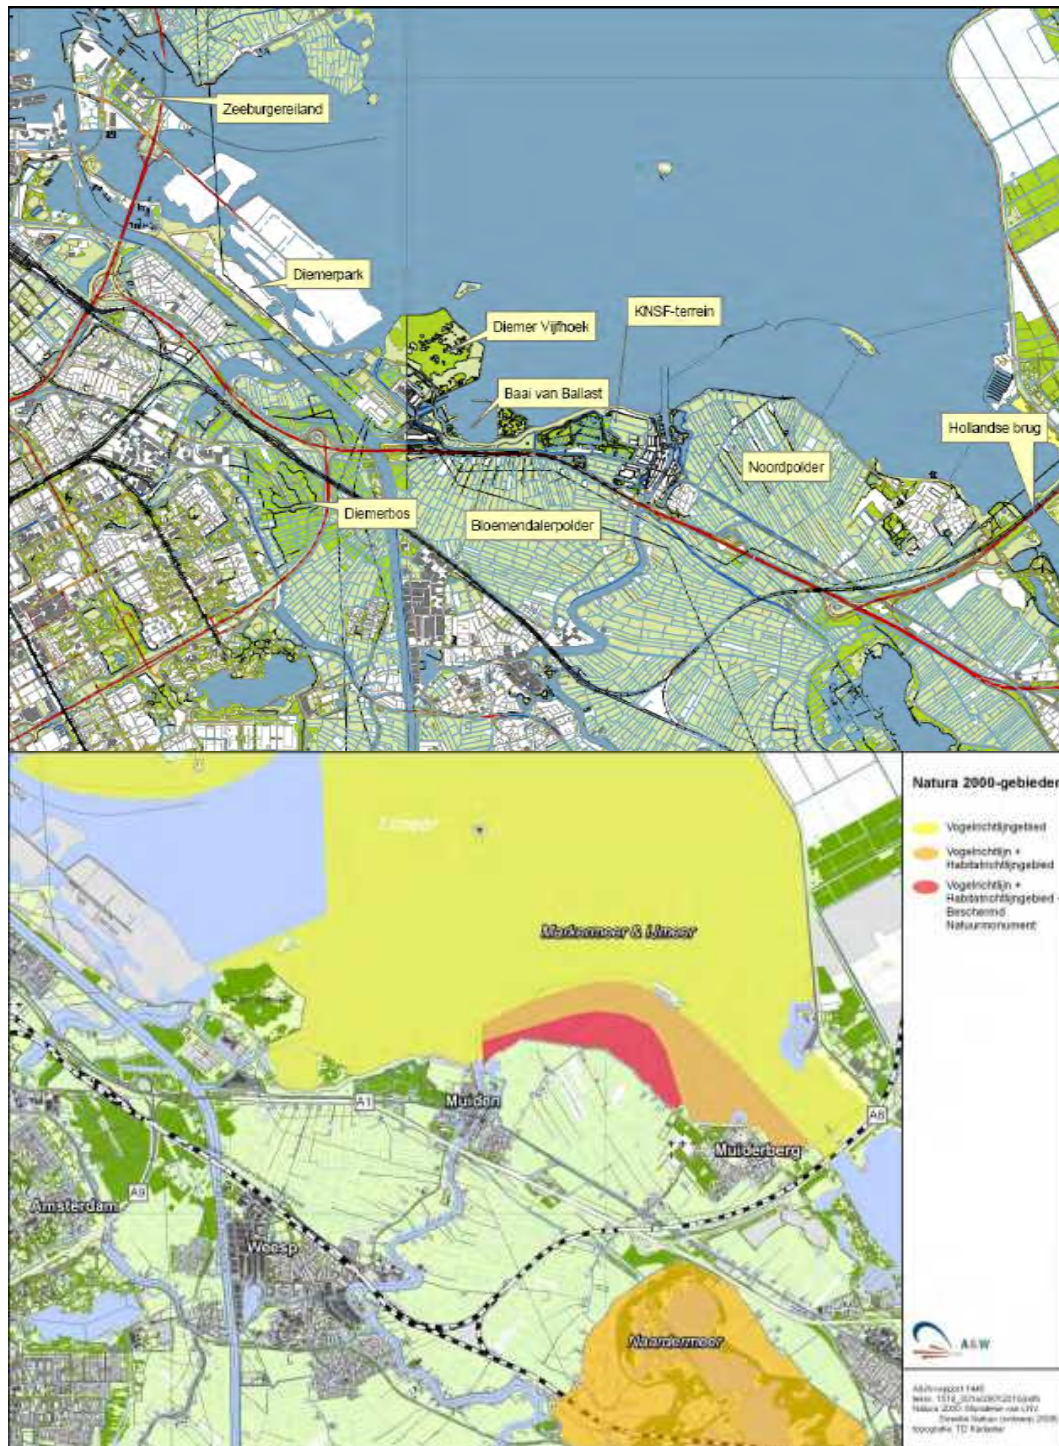 Zeeburgereiland
Diemerpark
Diemer Vijfhoek
KNSF-terrein
Baai van Ballast
Hollandse brug
Noordpolder
Diemerbos
Bloemendalerpolder
Natura 2000-gebieden
Vogelrichtlijngebied
Vogelrichtlijn +
Habitatrichtlijngebied
Vogelrichtlijn +
Habitatrichtlijngebied +
Beschermd
Natuurmonument
IJmeer
Markermeer & IJmeer
A1
Muiden
A6
Muiderberg
A9
Amsterdam
Weesp
Naardermeer
A&W